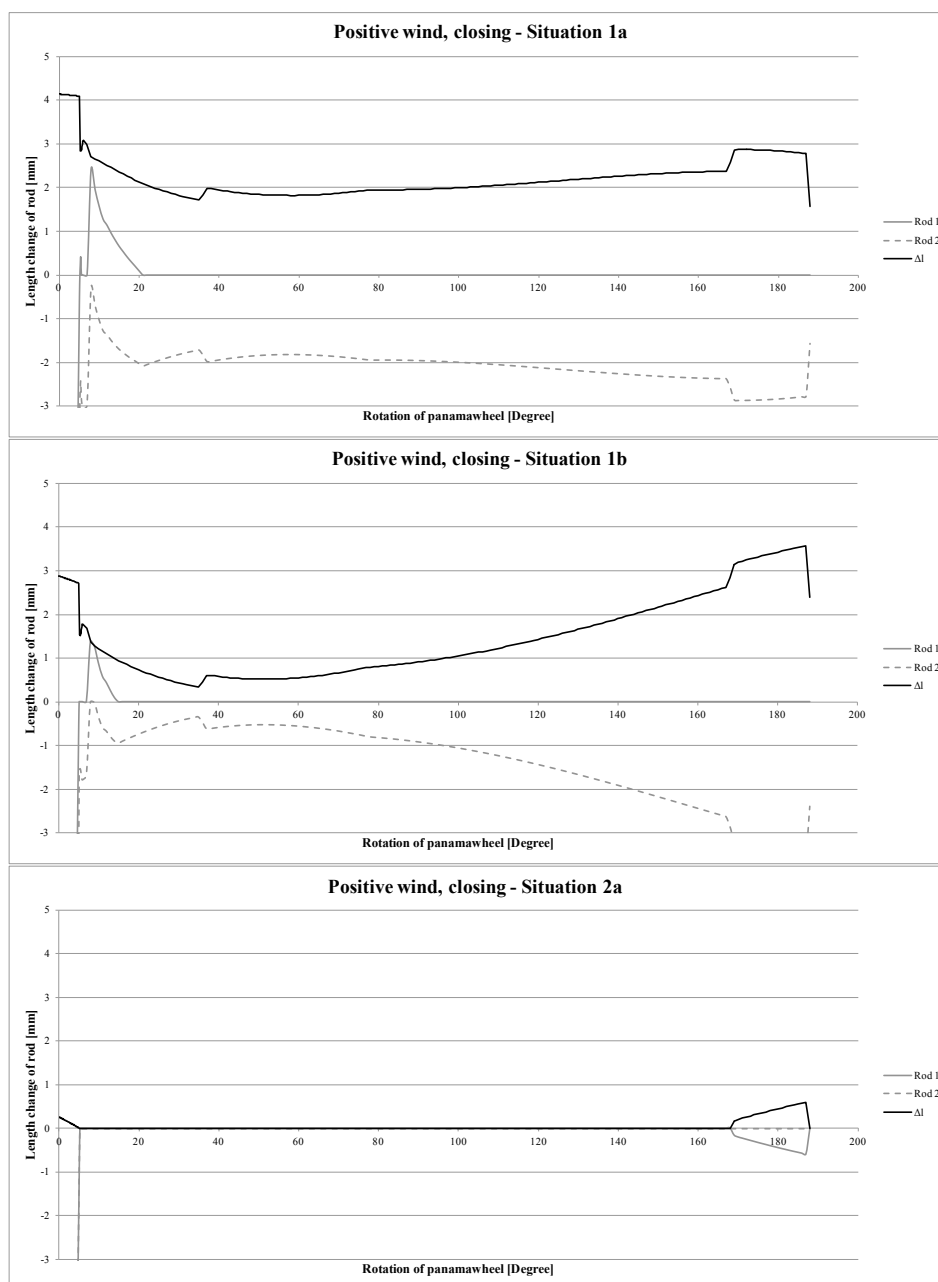 Positive wind, closing - Situation 1a
Length change of rod [mm]
5
4
3
2
1
0
-1
-2
-3
0 20 40 60 80 100 120 140 160 180 200
Rotation of panamawheel [Degree]
Rod 1
Rod 2
Δl
Positive wind, closing - Situation 1b
Length change of rod [mm]
5
4
3
2
1
0
-1
-2
-3
0 20 40 60 80 100 120 140 160 180 200
Rotation of panamawheel [Degree]
Rod 1
Rod 2
Δl
Positive wind, closing - Situation 2a
Length change of rod [mm]
5
4
3
2
1
0
-1
-2
-3
0 20 40 60 80 100 120 140 160 180 200
Rotation of panamawheel [Degree]
Rod 1
Rod 2
Δl